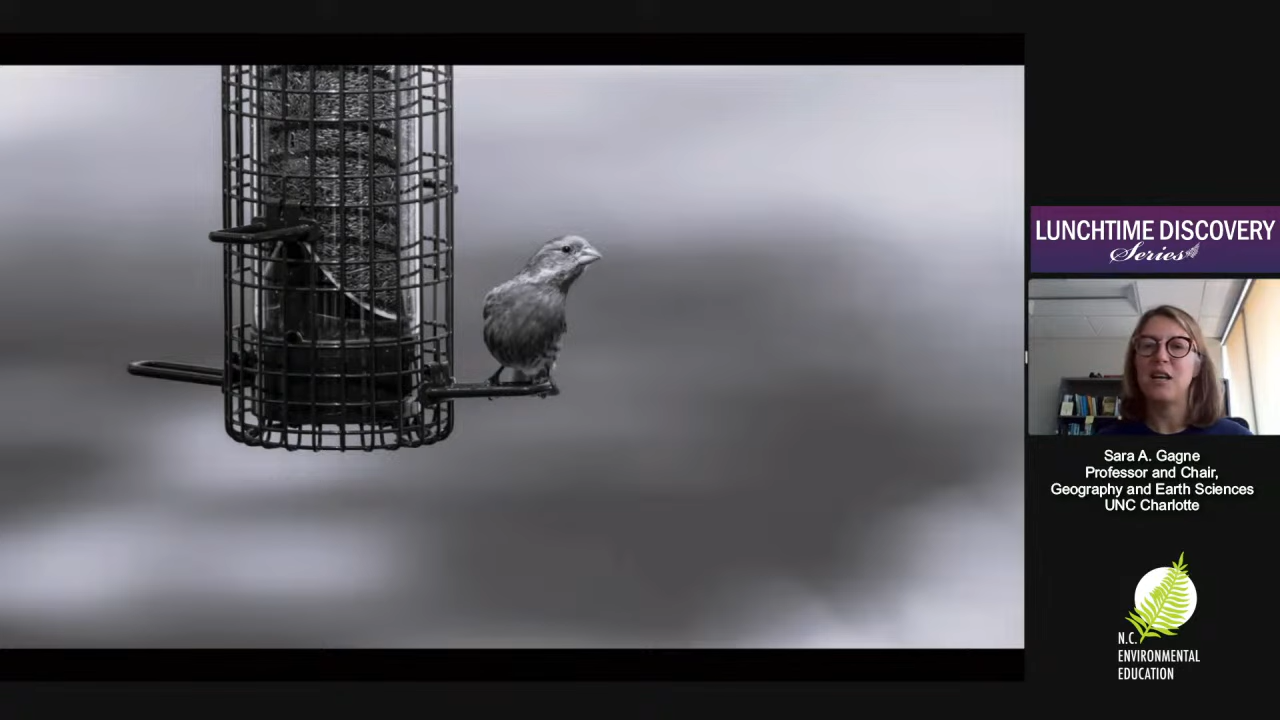 LUNCHTIME DISCOVERY
Series
Sara A. Gagne
Professor and Chair,
Geography and Earth Sciences
UNC Charlotte
N.C.
ENVIRONMENTAL
EDUCATION